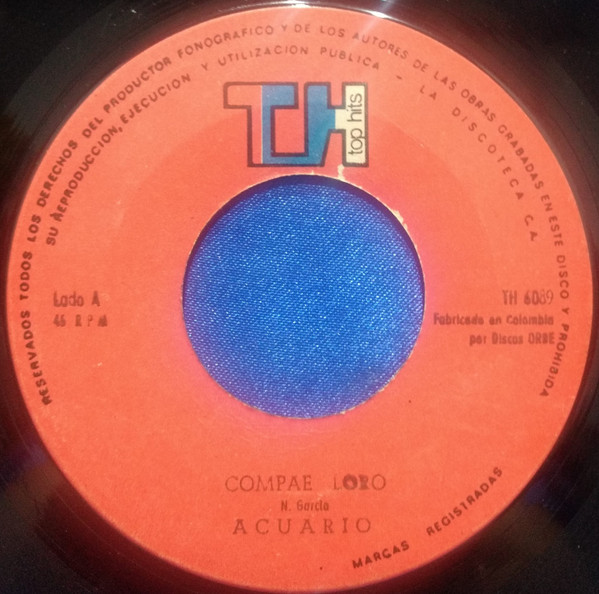 RESERVADOS TODOS LOS DERECHOS DEL PRODUCTOR FONOGRAFICO Y DE LOS AUTORES DE LAS OBRAS GRABADAS EN ESTE DISCO Y PROHIBIDA
SU REPRODUCCION, EJECUCION Y UTILIZACION PUBLICA - LA DISCOTECA C.A.
TH
top hits
Lado A
45 R P M
TH 6089
Fabricado en Colombia
por Discos ORBE
COMPAE LORO
N. García
ACUARIO
MARCAS REGISTRADAS